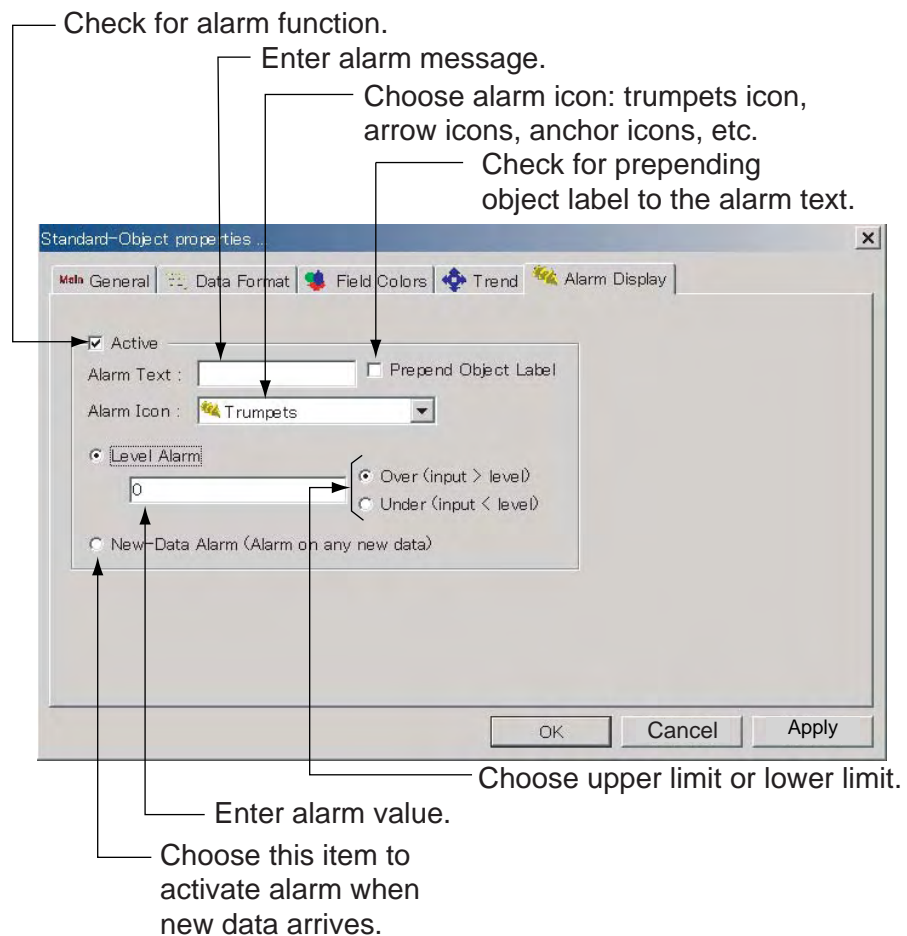 Check for alarm function.
Enter alarm message.
Choose alarm icon: trumpets icon,
arrow icons, anchor icons, etc.
Check for prepending
object label to the alarm text.
Standard-Object properties ...
Main General Data Format Field Colors Trend Alarm Display
Active
Alarm Text : Prepend Object Label
Alarm Icon : Trumpets
Level Alarm
Over (input > level)
0
Under (input < level)
New-Data Alarm (Alarm on any new data)
OK Cancel Apply
Choose upper limit or lower limit.
Enter alarm value.
Choose this item to
activate alarm when
new data arrives.